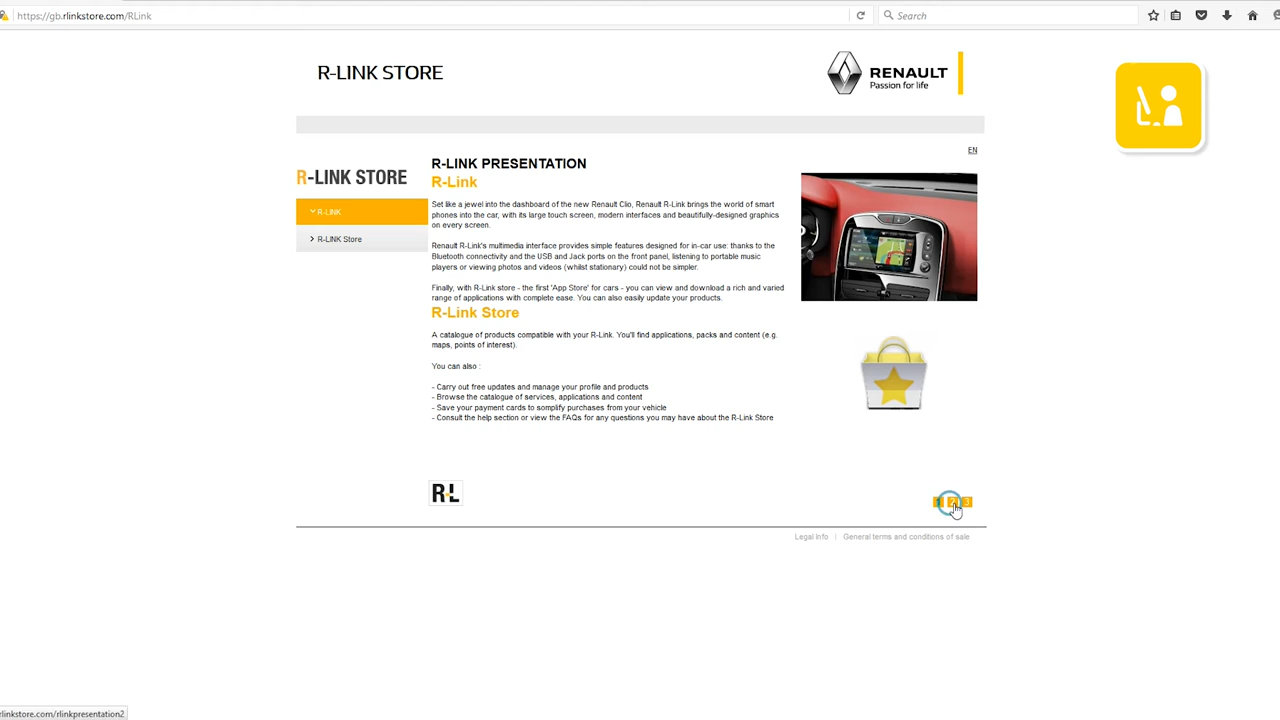 https://gb.rlinkstore.com/RLink
Search
R-LINK STORE
RENAULT
Passion for life
EN
R-LINK STORE
R-LINK
R-LINK Store
R-LINK PRESENTATION
R-Link
Set like a jewel into the dashboard of the new Renault Clio, Renault R-Link brings the world of smart
phones into the car, with its large touch screen, modern interfaces and beautifully-designed graphics
on every screen.
Renault R-Link's multimedia interface provides simple features designed for in-car use: thanks to the
Bluetooth connectivity and the USB and Jack ports on the front panel, listening to portable music
players or viewing photos and videos (whilst stationary) could not be simpler.
Finally, with R-Link store - the first 'App Store' for cars - you can view and download a rich and varied
range of applications with complete ease. You can also easily update your products.
R-Link Store
A catalogue of products compatible with your R-Link. You'll find applications, packs and content (e.g.
maps, points of interest).
You can also :
- Carry out free updates and manage your profile and products
- Browse the catalogue of services, applications and content
- Save your payment cards to somplify purchases from your vehicle
- Consult the help section or view the FAQs for any questions you may have about the R-Link Store
R-L
1 2 3
Legal info | General terms and conditions of sale
rlinkstore.com/rlinkpresentation2